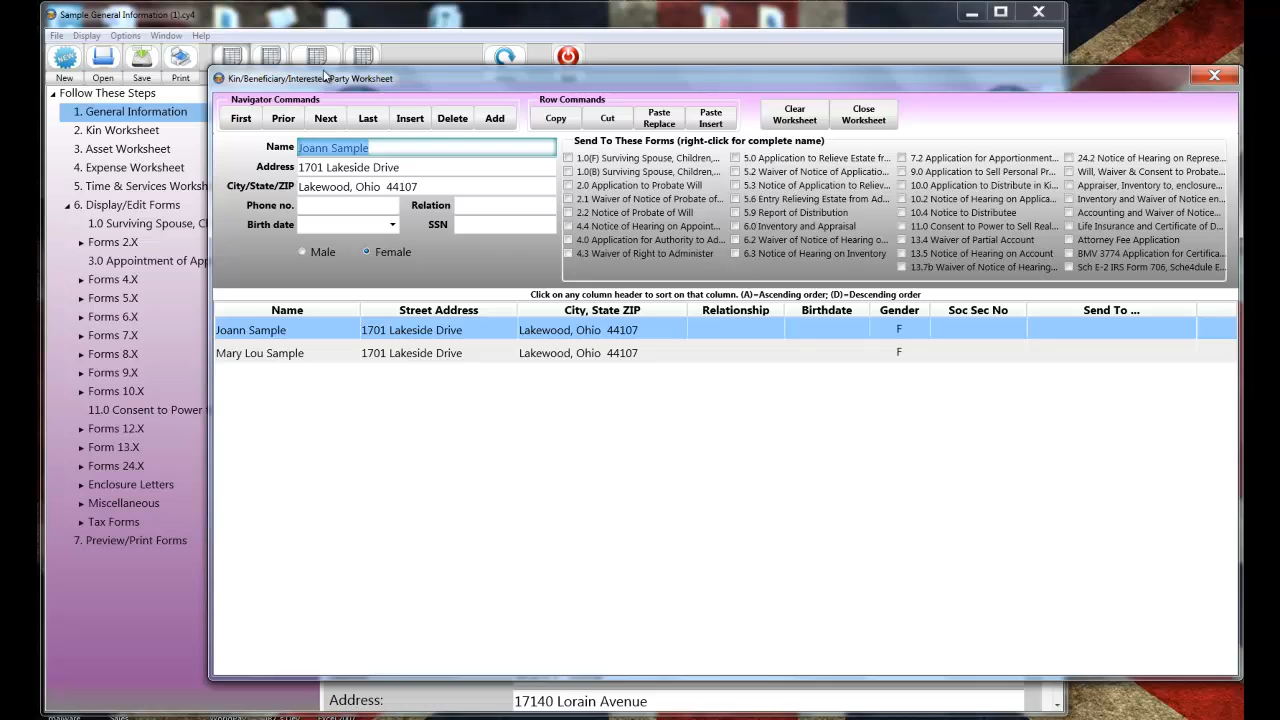 Sample General Information (1).cy4
File Display Options Window Help
New Open Save Print
Follow These Steps
1. General Information
2. Kin Worksheet
3. Asset Worksheet
4. Expense Worksheet
5. Time & Services Worksh
6. Display/Edit Forms
1.0 Surviving Spouse, Cl
Forms 2.X
3.0 Appointment of Ap
Forms 4.X
Forms 5.X
Forms 6.X
Forms 7.X
Forms 8.X
Forms 9.X
Forms 10.X
11.0 Consent to Power
Forms 12.X
Form 13.X
Forms 24.X
Enclosure Letters
Miscellaneous
Tax Forms
7. Preview/Print Forms
Kin/Beneficiary/Interested Party Worksheet
Navigator Commands
First Prior Next Last Insert Delete Add
Row Commands
Copy Cut Paste Replace Paste Insert
Clear Worksheet Close Worksheet
Name Joann Sample
Address 1701 Lakeside Drive
City/State/ZIP Lakewood, Ohio 44107
Phone no. Relation
Birth date SSN
Male Female
Send To These Forms (right-click for complete name)
1.0(F) Surviving Spouse, Children,...
1.0(B) Surviving Spouse, Children,...
2.0 Application to Probate Will
2.1 Waiver of Notice of Probate of...
2.2 Notice of Probate of Will
4.4 Notice of Hearing on Appoint...
4.0 Application for Authority to Ad...
4.3 Waiver of Right to Administer
5.0 Application to Relieve Estate fr...
5.2 Waiver of Notice of Applicatio...
5.3 Notice of Application to Reliev...
5.6 Entry Relieving Estate from Ad...
5.9 Report of Distribution
6.0 Inventory and Appraisal
6.2 Waiver of Notice of Hearing o...
6.3 Notice of Hearing on Inventory
7.2 Application for Apportionment...
9.0 Application to Sell Personal Pr...
10.0 Application to Distribute in Ki...
10.2 Notice of Hearing on Applica...
10.4 Notice to Distributee
11.0 Consent to Power to Sell Real...
13.4 Waiver of Partial Account
13.5 Notice of Hearing on Account
13.7b Waiver of Notice of Hearing...
24.2 Notice of Hearing on Represe...
Will, Waiver & Consent to Probate...
Appraiser, Inventory to, enclosure...
Inventory and Waiver of Notice en...
Accounting and Waiver of Notice...
Life Insurance and Certificate of D...
Attorney Fee Application
BMV 3774 Application for Certifica...
Sch E-2 IRS Form 706, Sche4dule E...
Click on any column header to sort on that column. (A)=Ascending order; (D)=Descending order
Name Street Address City, State ZIP Relationship Birthdate Gender Soc Sec No Send To ...
Joann Sample 1701 Lakeside Drive Lakewood, Ohio 44107 F
Mary Lou Sample 1701 Lakeside Drive Lakewood, Ohio 44107 F
Address: 17140 Lorain Avenue